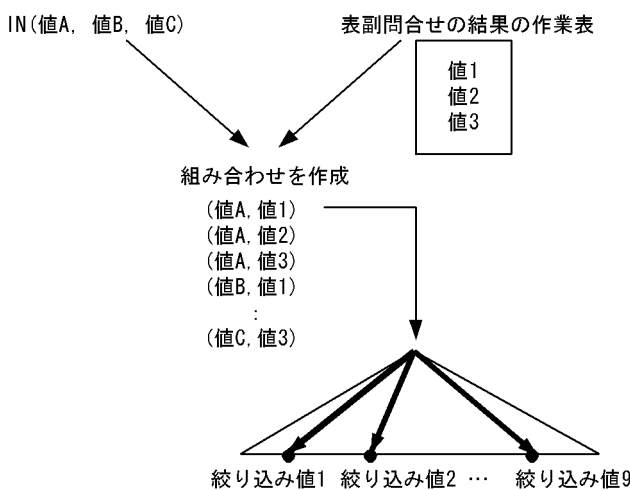 IN(値A, 値B, 値C)
表副問合せの結果の作業表
値1
値2
値3
組み合わせを作成
(値A,値1)
(値A,値2)
(値A,値3)
(値B,値1)
:
(値C,値3)
絞り込み値1 絞り込み値2 … 絞り込み値9